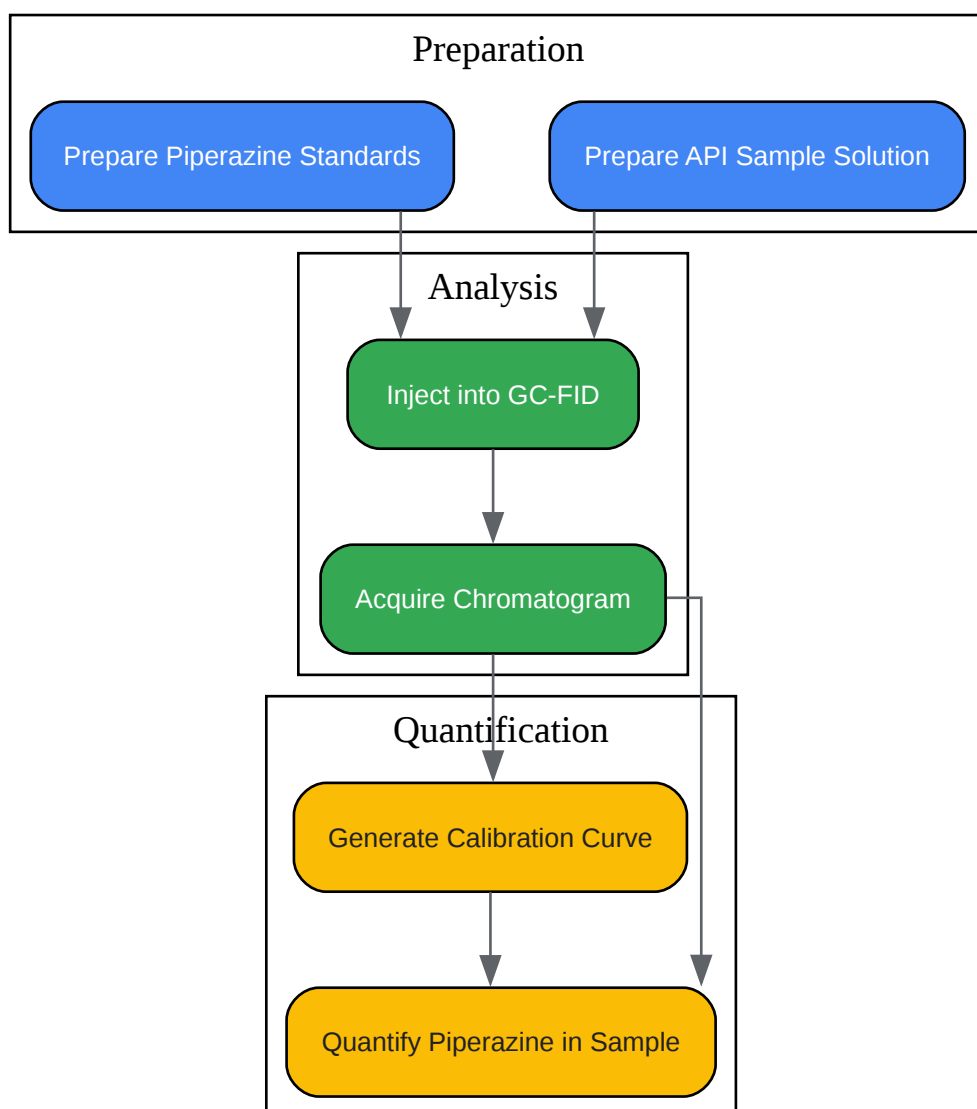 Preparation
Prepare Piperazine Standards
Prepare API Sample Solution
Analysis
Inject into GC-FID
Acquire Chromatogram
Quantification
Generate Calibration Curve
Quantify Piperazine in Sample